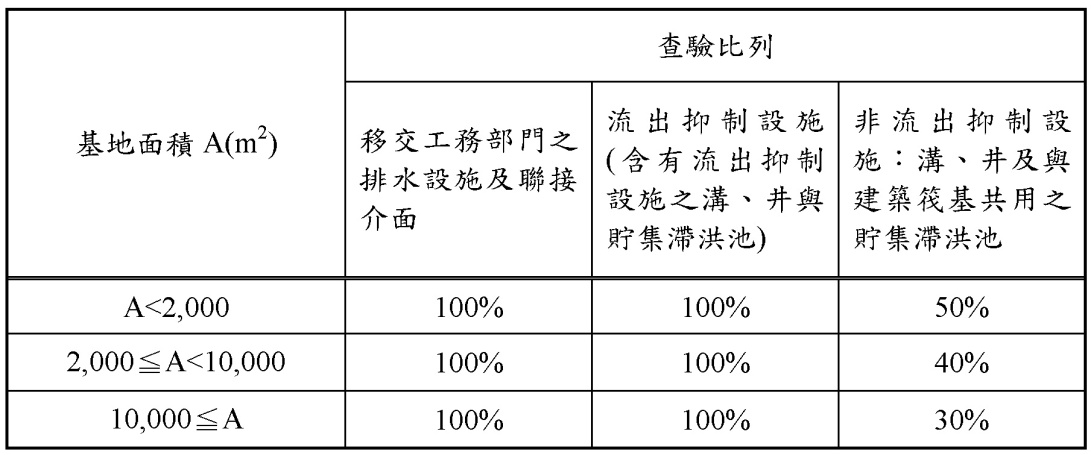 查驗比列
基地面積 A(m²)
移交工務部門之
排水設施及聯接
介面
流出抑制設施
(含有流出抑制
設施之溝、井與
貯集滯洪池)
非流出抑制設
施：溝、井及與
建築筏基共用之
貯集滯洪池
A<2,000 100% 100% 50%
2,000≦A<10,000 100% 100% 40%
10,000≦A 100% 100% 30%